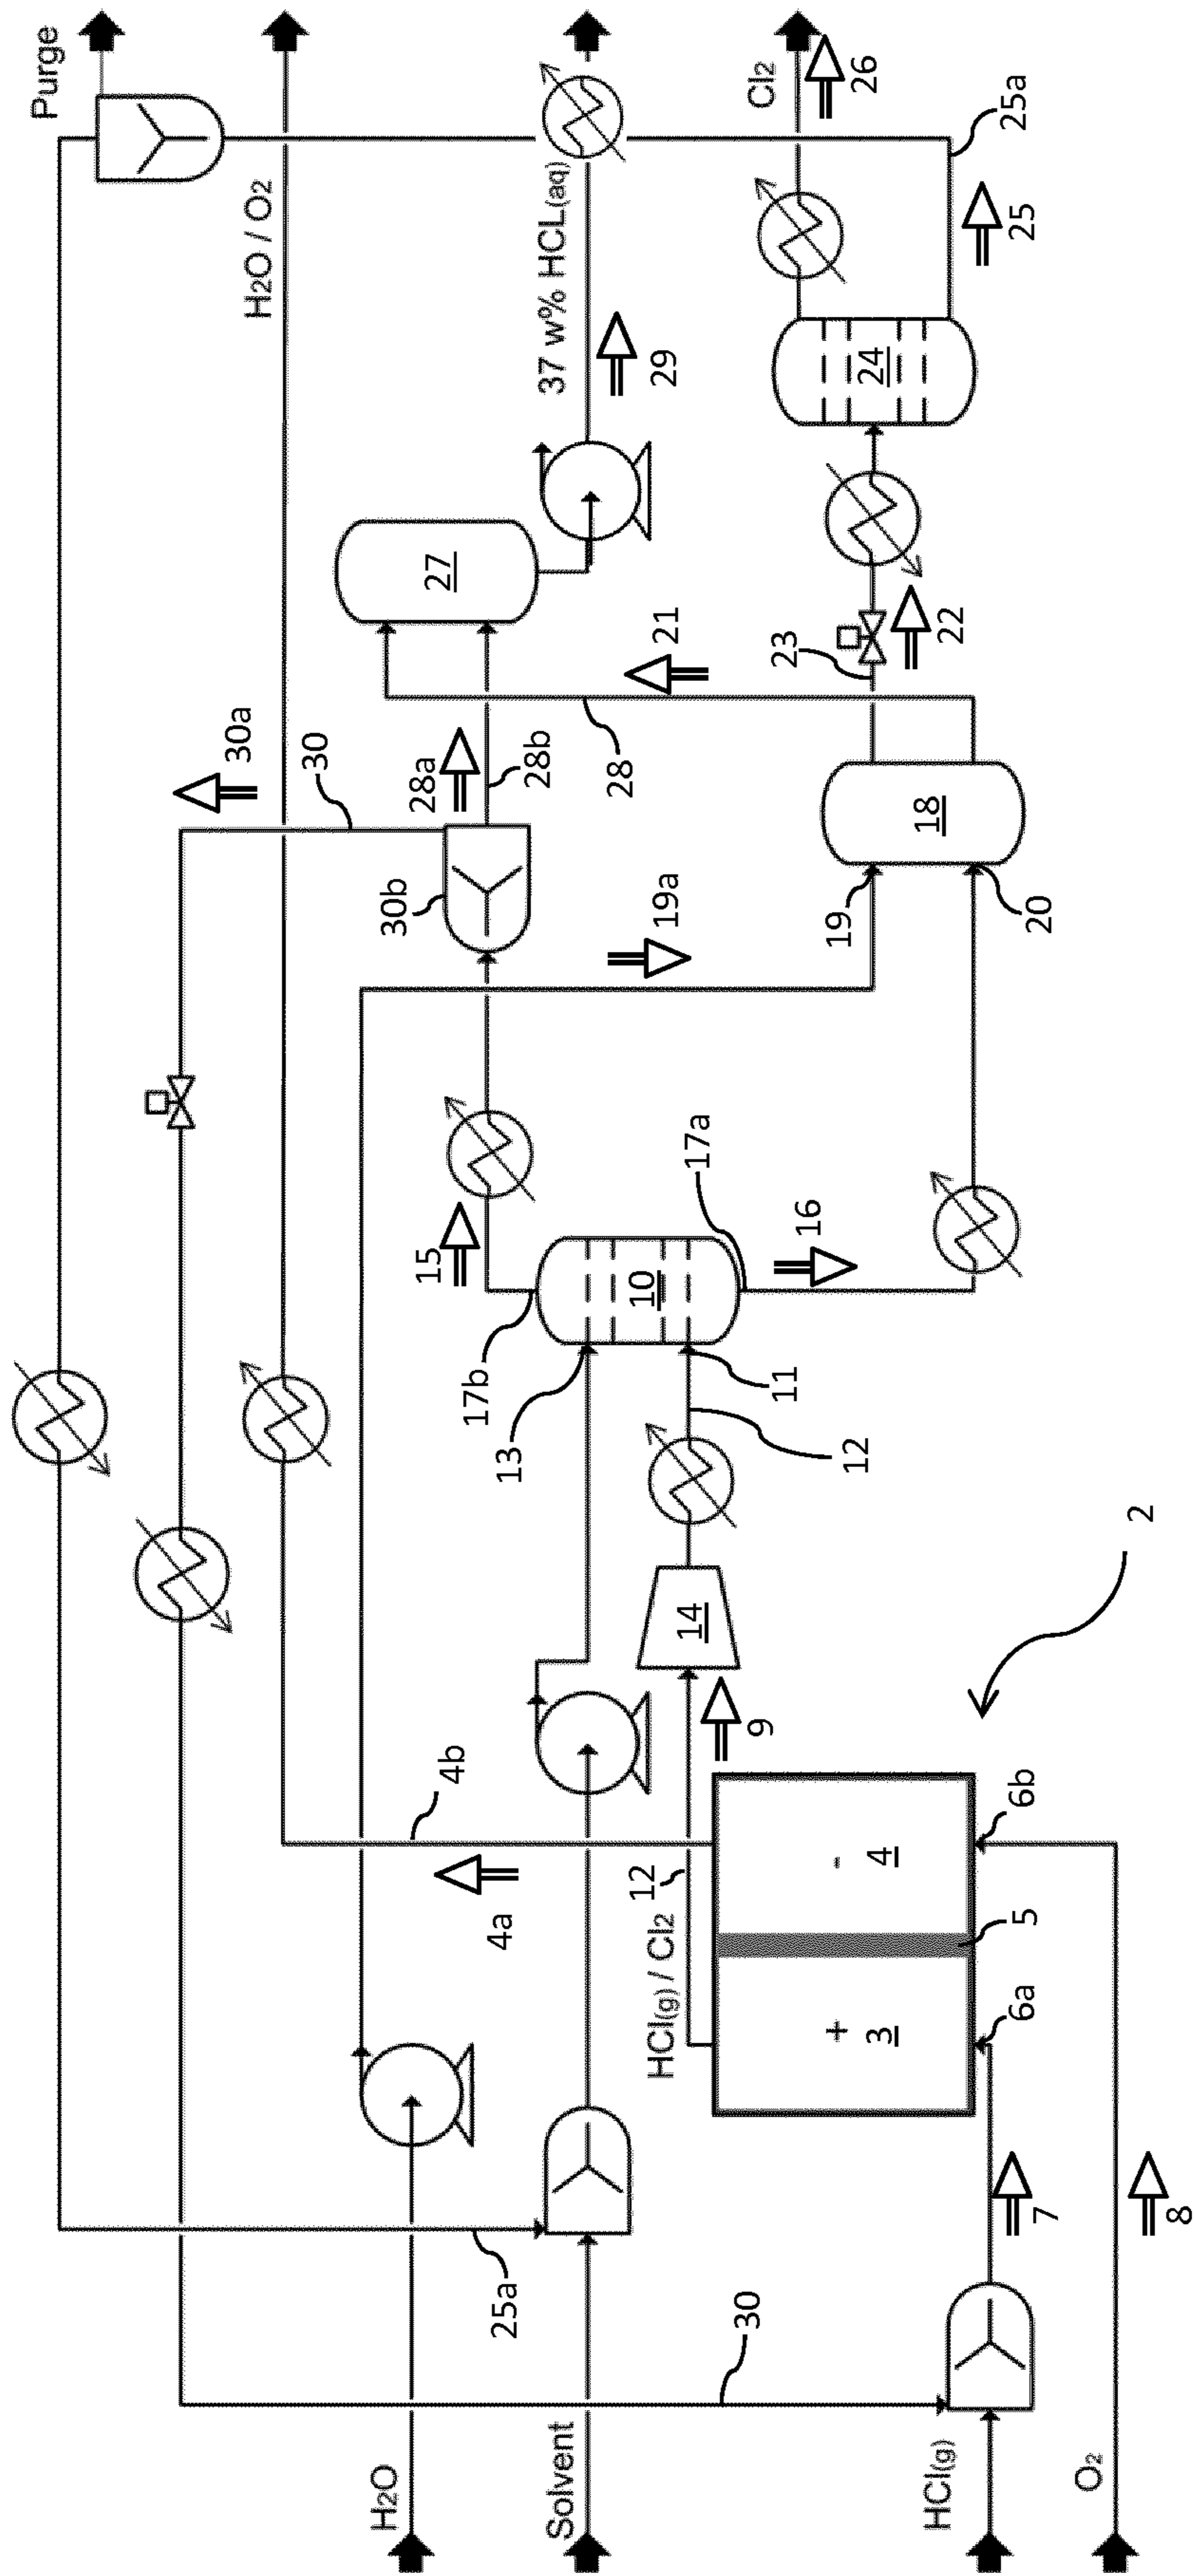 Purge
30a
H2O / O2
30
H2O
30b
15
28a
27
4b
17b
25a
4a
13
28b
37 w% HCL(aq)
Solvent
28
12
10
HCl(g) / Cl2
19a
21
29
14
17a
30
9
Cl2
11
23
16
19
12
26
24
+
-
3
4
18
HCl(g)
22
6a
5
6b
25
25a
20
7
O2
2
8